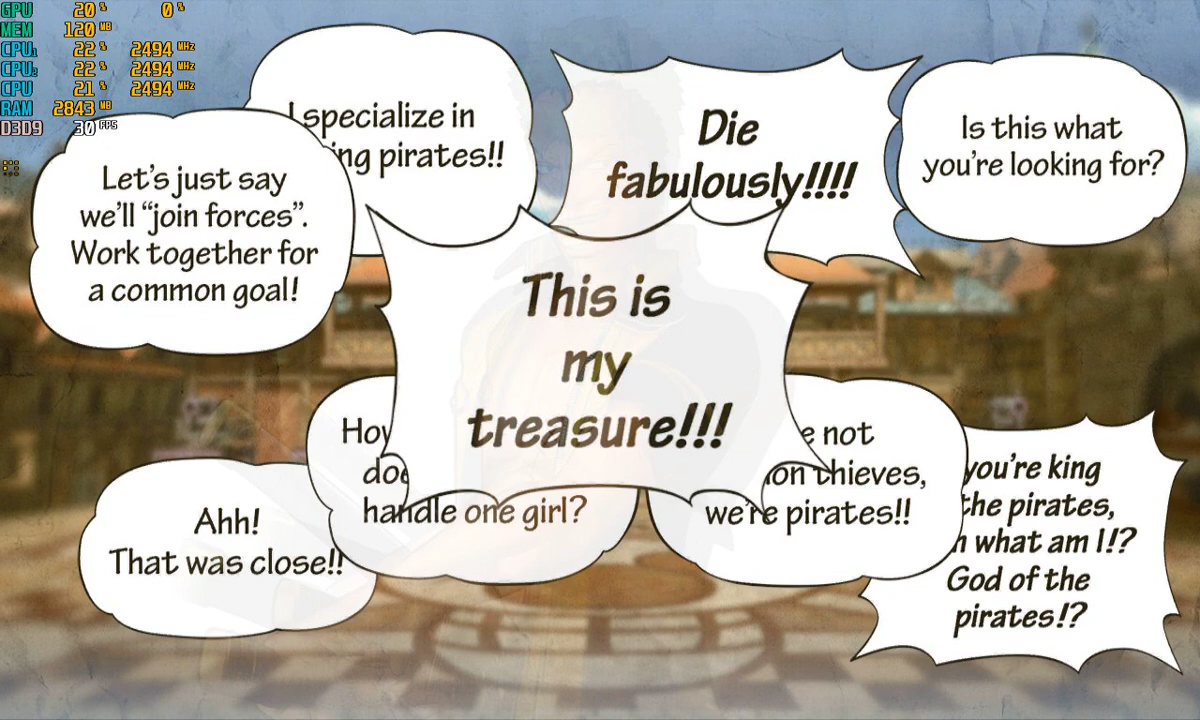 GPU 20 % 0 %
MEM 120 MB
CPU1 22 % 2494 MHz
CPU2 22 % 2494 MHz
CPU 21 % 2494 MHz
RAM 2843 MB
D3D9 30 FPS
I specialize in
ing pirates!!
Die
fabulously!!!!
Is this what
you're looking for?
Let's just say
we'll “join forces”.
Work together for
a common goal!
This is
my
treasure!!!
How
handle one girl?
not
thieves,
we're pirates!!
you're king
the pirates,
what am I!?
God of the
pirates!?
Ahh!
That was close!!